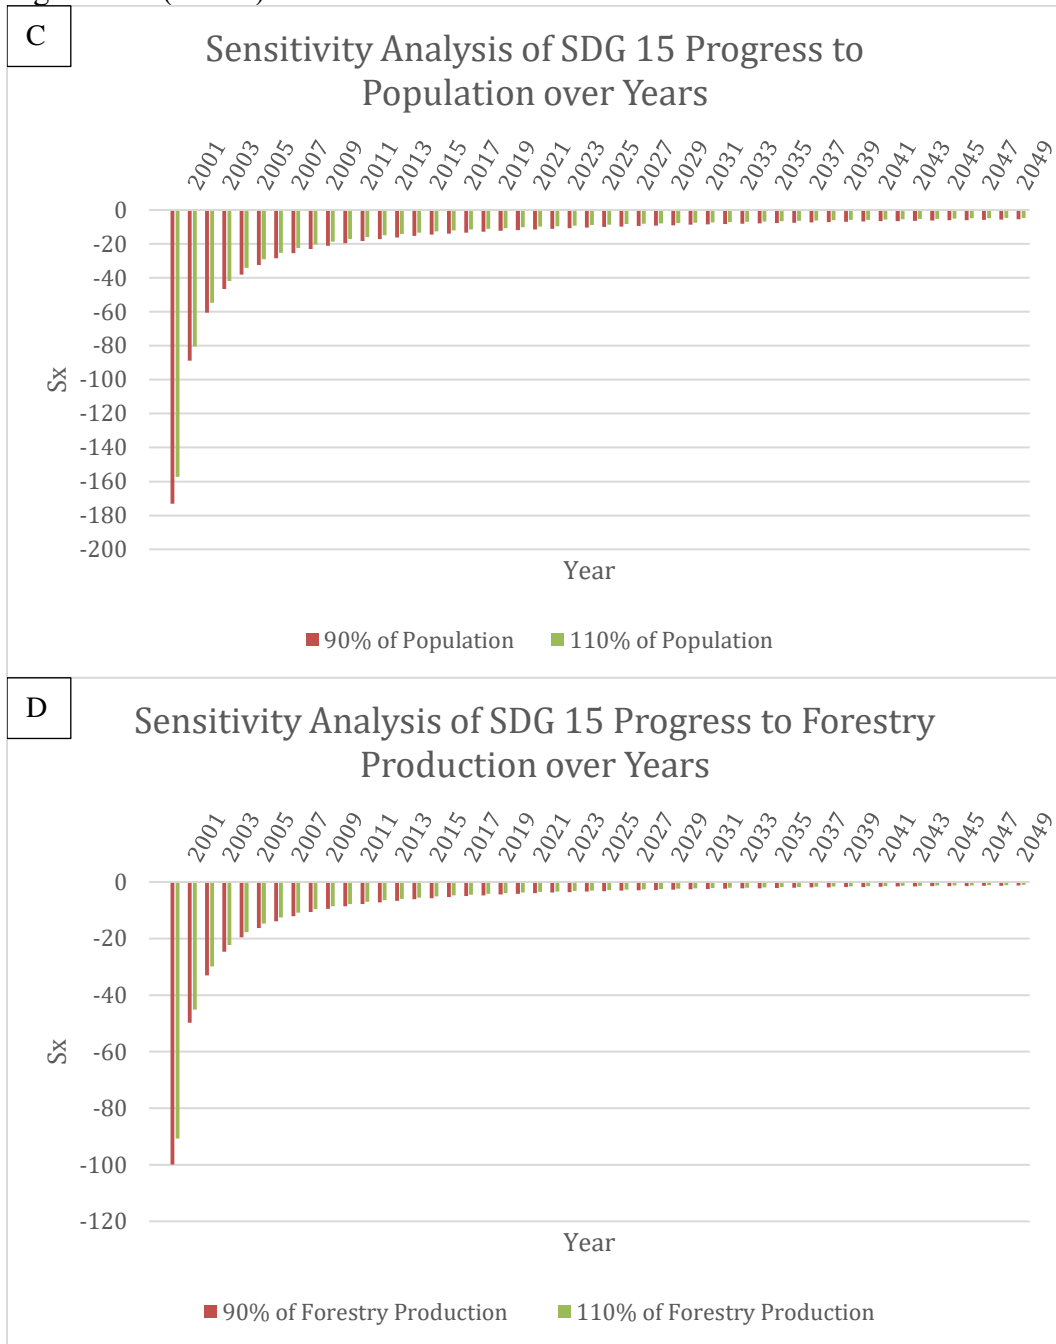 C
Sensitivity Analysis of SDG 15 Progress to
Population over Years
2001 2003 2005 2007 2009 2011 2013 2015 2017 2019 2021 2023 2025 2027 2029 2031 2033 2035 2037 2039 2041 2043 2045 2047 2049
0
-20
-40
-60
-80
-100
-120
-140
-160
-180
-200
Sx
Year
90% of Population 110% of Population
D
Sensitivity Analysis of SDG 15 Progress to Forestry
Production over Years
2001 2003 2005 2007 2009 2011 2013 2015 2017 2019 2021 2023 2025 2027 2029 2031 2033 2035 2037 2039 2041 2043 2045 2047 2049
0
-20
-40
-60
-80
-100
-120
Sx
Year
90% of Forestry Production 110% of Forestry Production